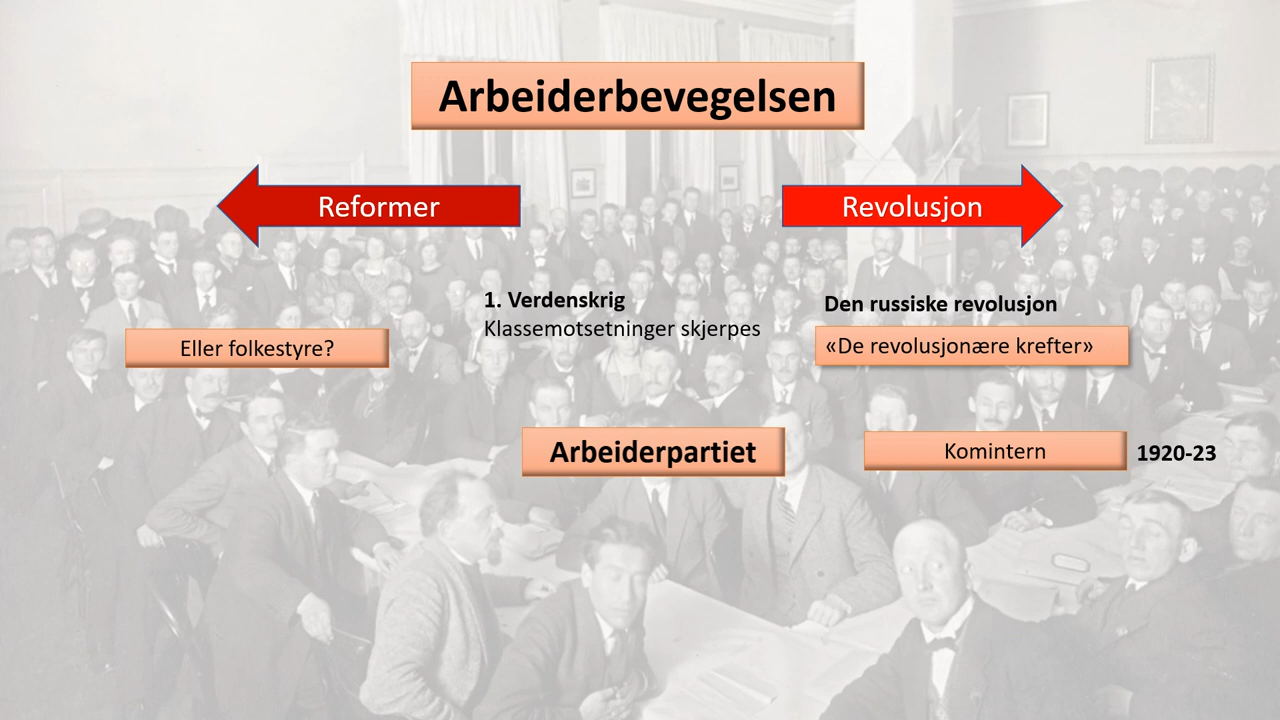 Arbeiderbevegelsen
Reformer
Revolusjon
1. Verdenskrig
Klassemotsetninger skjerpes
Den russiske revolusjon
«De revolusjonære krefter»
Eller folkestyre?
Arbeiderpartiet
Komintern
1920-23